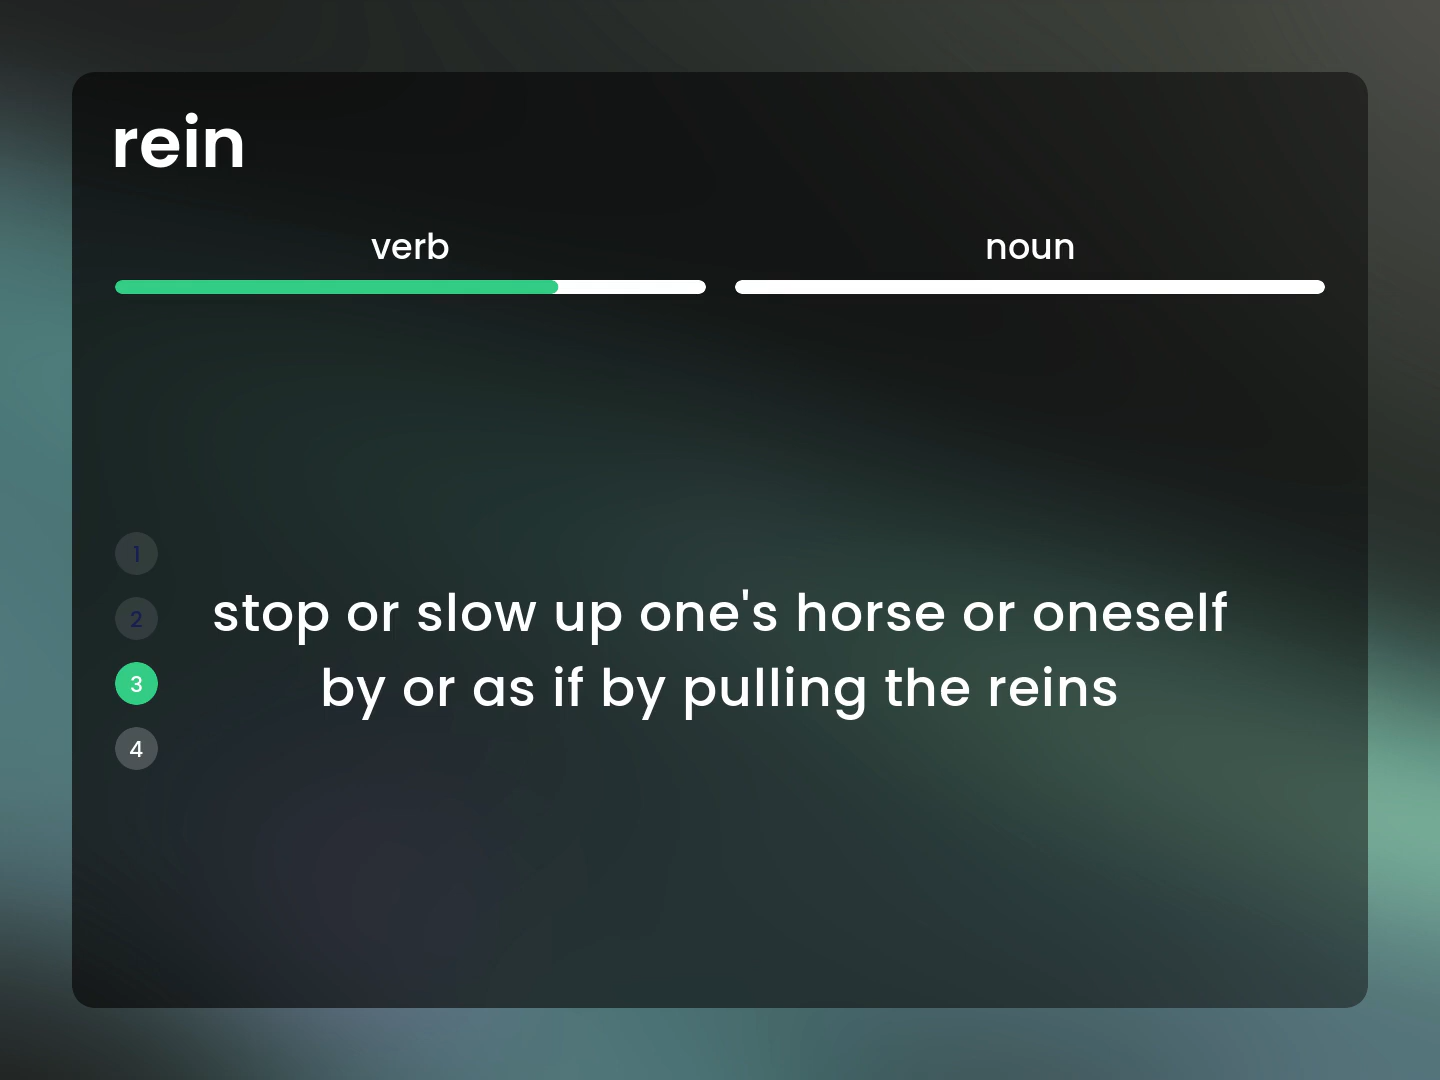 rein
verb
noun
1
2
3
4
stop or slow up one's horse or oneself
by or as if by pulling the reins